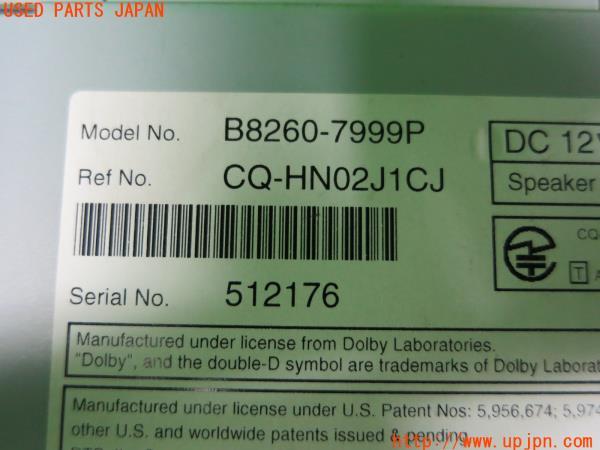 USED PARTS JAPAN
Model No. B8260-7999P
DC 12V
Ref No. CQ-HN02J1CJ
Speaker
CQ
T
Serial No. 512176
Manufactured under license from Dolby Laboratories.
"Dolby", and the double-D symbol are trademarks of Dolby
Manufactured under license under U.S. Patent Nos: 5,956,674;
other U.S. and worldwide patents issued & pending.
www.upjpn.com